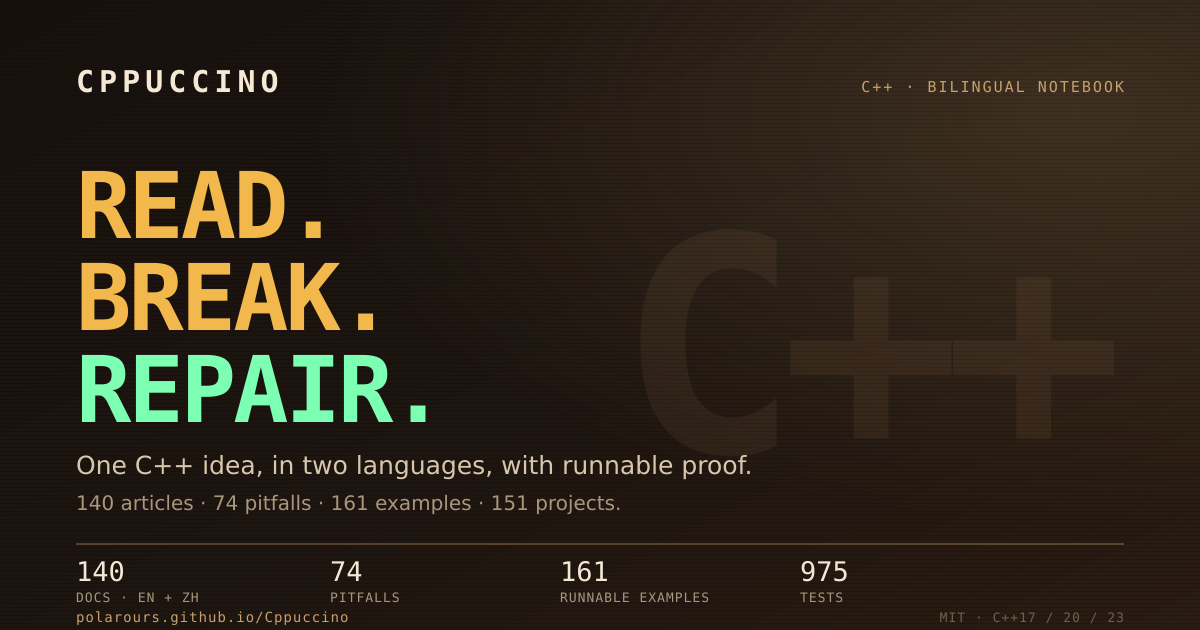 CPPUCCINO
C++ · BILINGUAL NOTEBOOK
READ.
BREAK.
REPAIR.
C++
One C++ idea, in two languages, with runnable proof.
140 articles · 74 pitfalls · 161 examples · 151 projects.
140 74 161 975
DOCS · EN + ZH PITFALLS RUNNABLE EXAMPLES TESTS
polarours.github.io/Cppuccino MIT · C++17 / 20 / 23